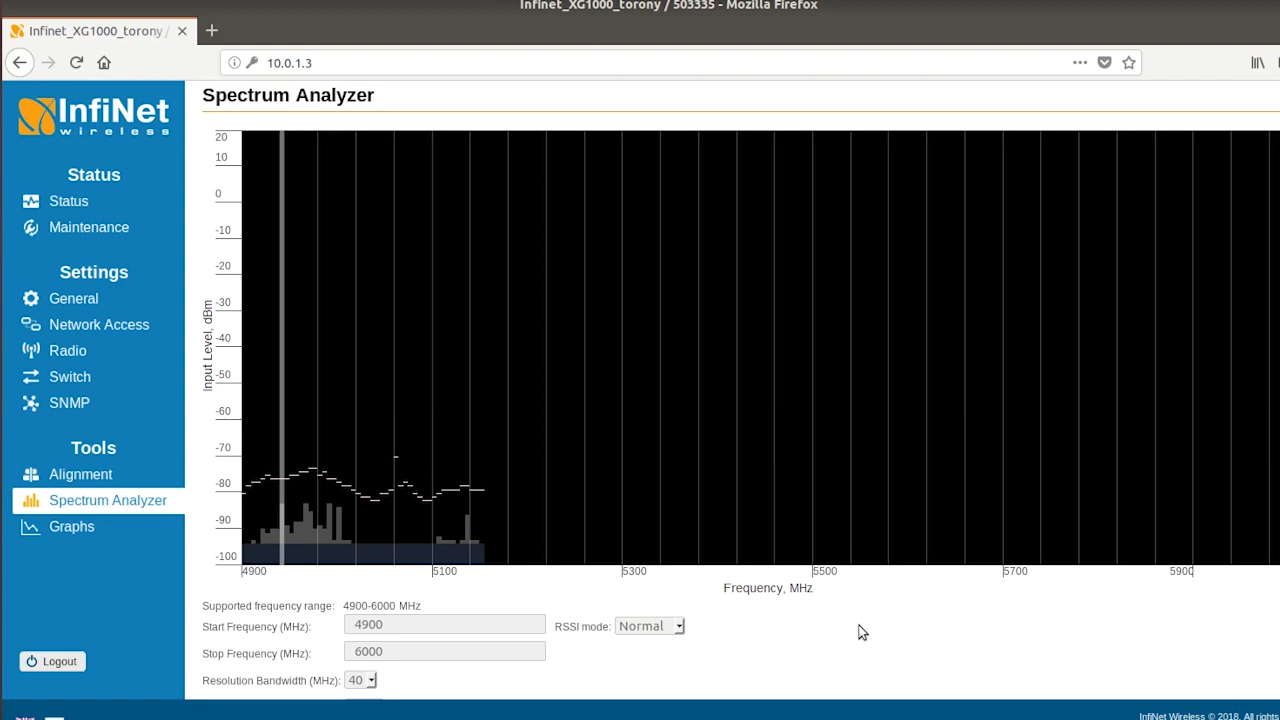 Infinet_XG1000_torony / 503335 - Mozilla Firefox
Infinet_XG1000_torony /
10.0.1.3
InfiNet
wireless
Status
Status
Maintenance
Settings
General
Network Access
Radio
Switch
SNMP
Tools
Alignment
Spectrum Analyzer
Graphs
Logout
Spectrum Analyzer
20
10
0
-10
-20
-30
-40
-50
-60
-70
-80
-90
-100
Input Level, dBm
4900 5100 5300 5500 5700 5900
Frequency, MHz
Supported frequency range: 4900-6000 MHz
Start Frequency (MHz): 4900 RSSI mode: Normal
Stop Frequency (MHz): 6000
Resolution Bandwidth (MHz): 40
InfiNet Wireless © 2018. All rights